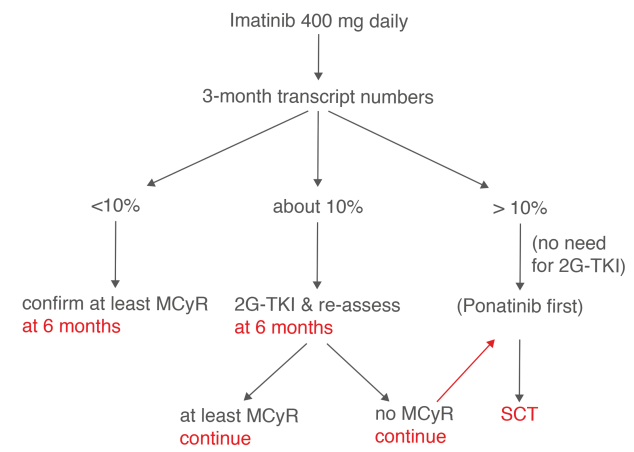 Imatinib 400 mg daily
3-month transcript numbers
<10%
about 10%
> 10%
(no need
for 2G-TKI)
confirm at least MCyR
at 6 months
2G-TKI & re-assess
at 6 months
(Ponatinib first)
at least MCyR
continue
no MCyR
continue
SCT